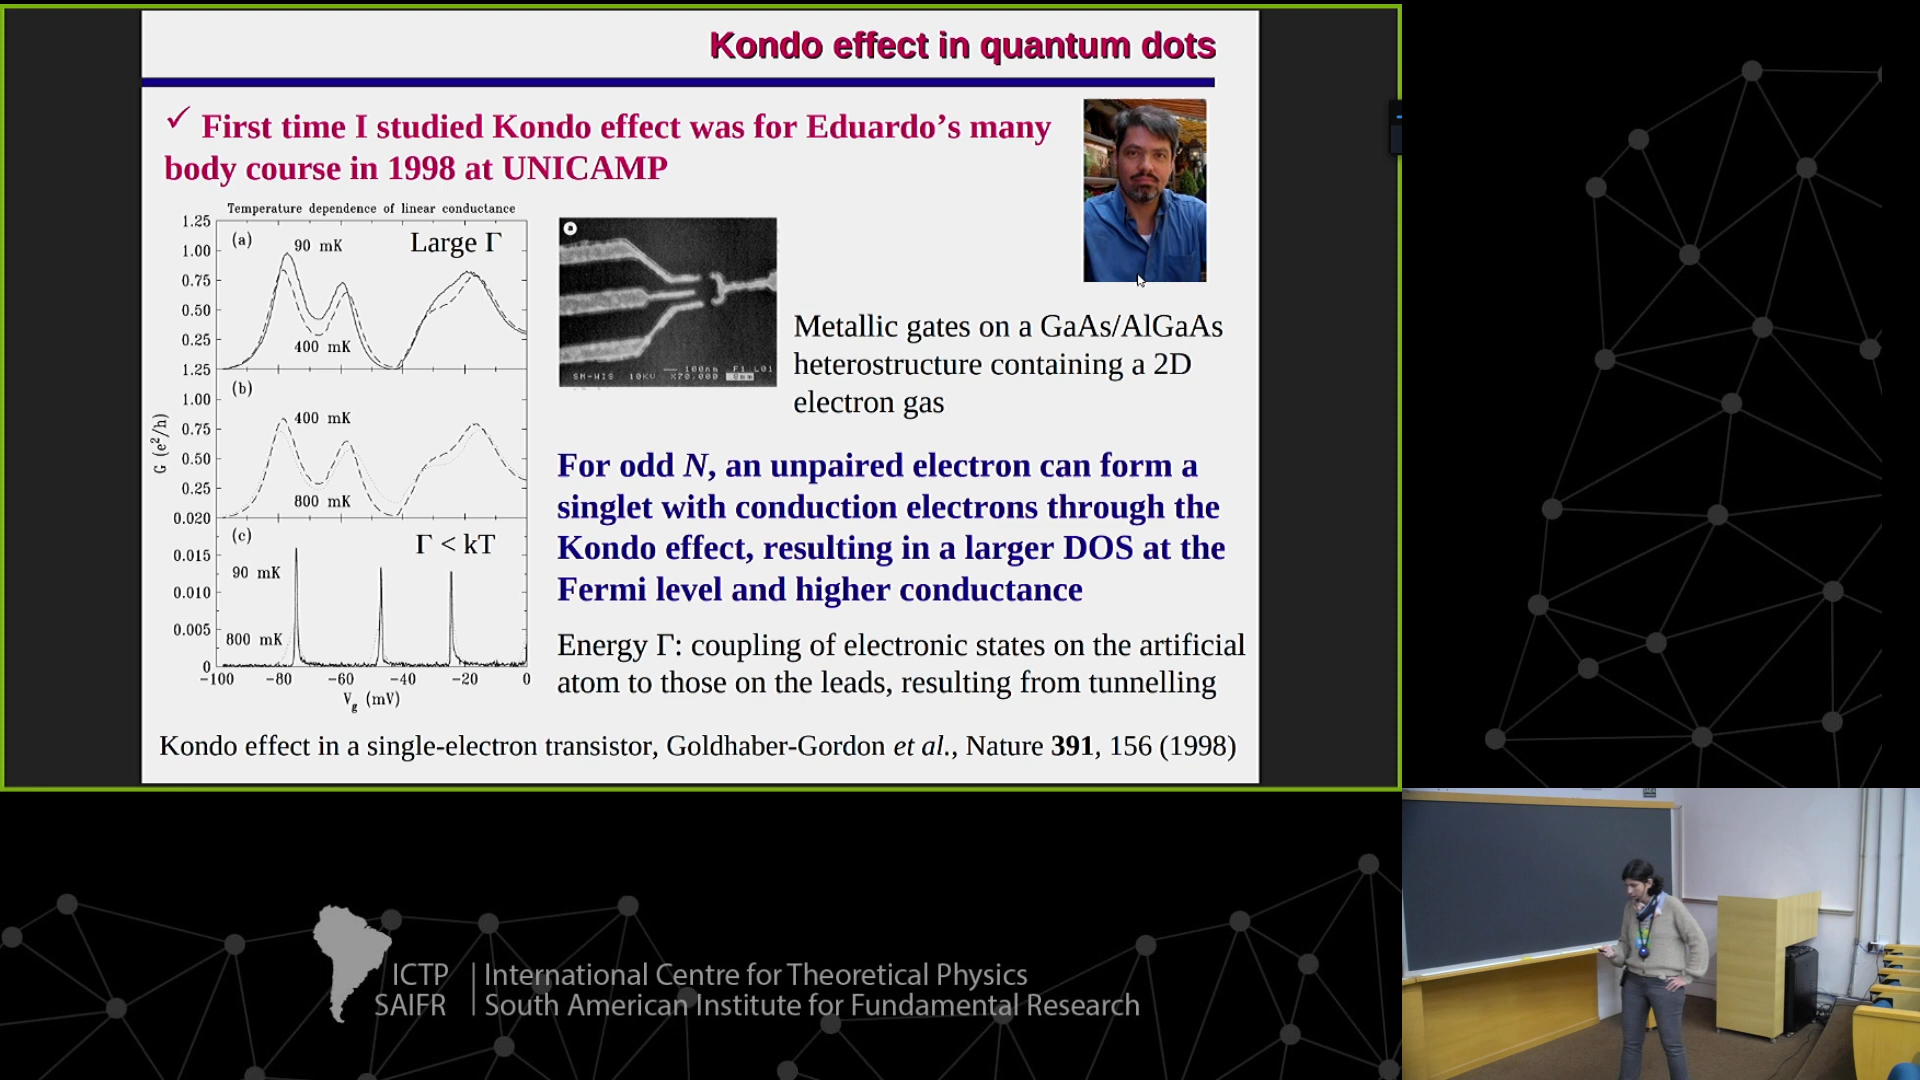 Kondo effect in quantum dots
✓ First time I studied Kondo effect was for Eduardo's many
body course in 1998 at UNICAMP
Temperature dependence of linear conductance
1.25
(a)
90 mK
Large Γ
1.00
0.75
0.50
0.25
400 mK
1.25
(b)
1.00
400 mK
0.75
0.50
0.25
800 mK
0.020
(c)
Γ < kT
0.015
90 mK
0.010
0.005
800 mK
0
-100 -80 -60 -40 -20 0
V_g (mV)
G (e²/h)
a
SM-WIS 10KV X70,000 100nm F1 L01
Metallic gates on a GaAs/AlGaAs
heterostructure containing a 2D
electron gas
For odd N, an unpaired electron can form a
singlet with conduction electrons through the
Kondo effect, resulting in a larger DOS at the
Fermi level and higher conductance
Energy Γ: coupling of electronic states on the artificial
atom to those on the leads, resulting from tunnelling
Kondo effect in a single-electron transistor, Goldhaber-Gordon et al., Nature 391, 156 (1998)
ICTP | International Centre for Theoretical Physics
SAIFR | South American Institute for Fundamental Research